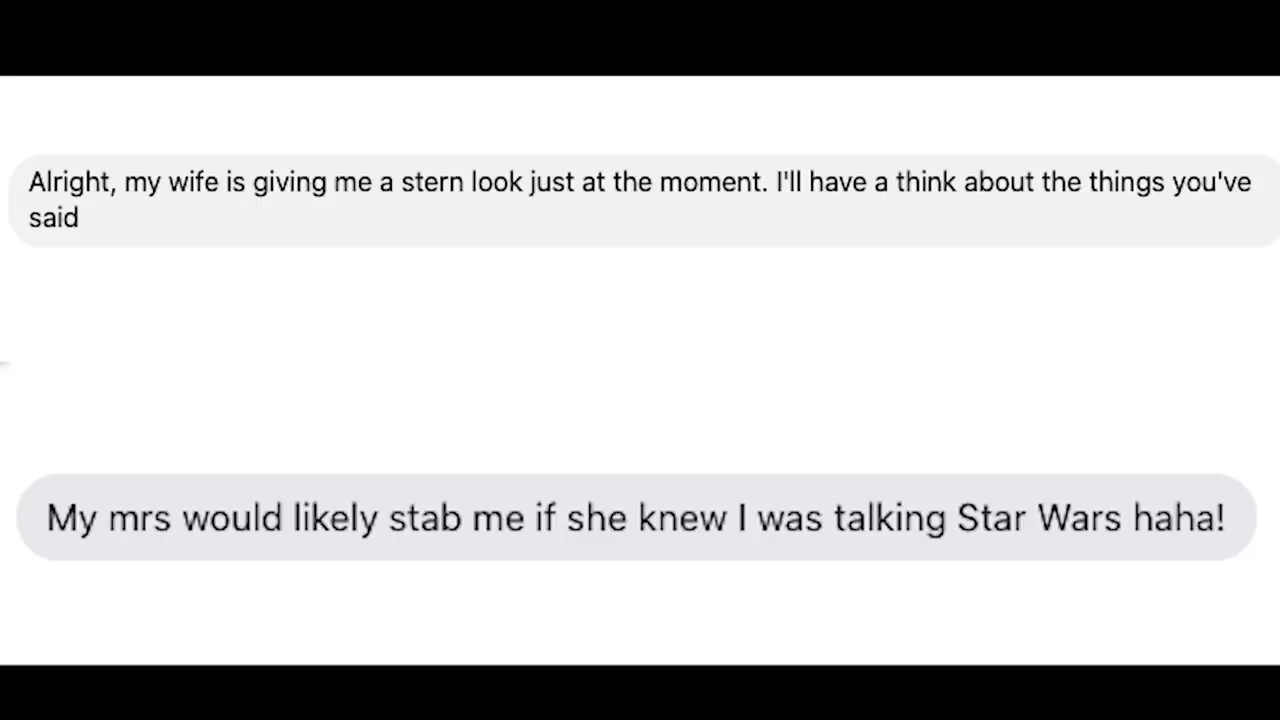 Alright, my wife is giving me a stern look just at the moment. I'll have a think about the things you've
said
My mrs would likely stab me if she knew I was talking Star Wars haha!